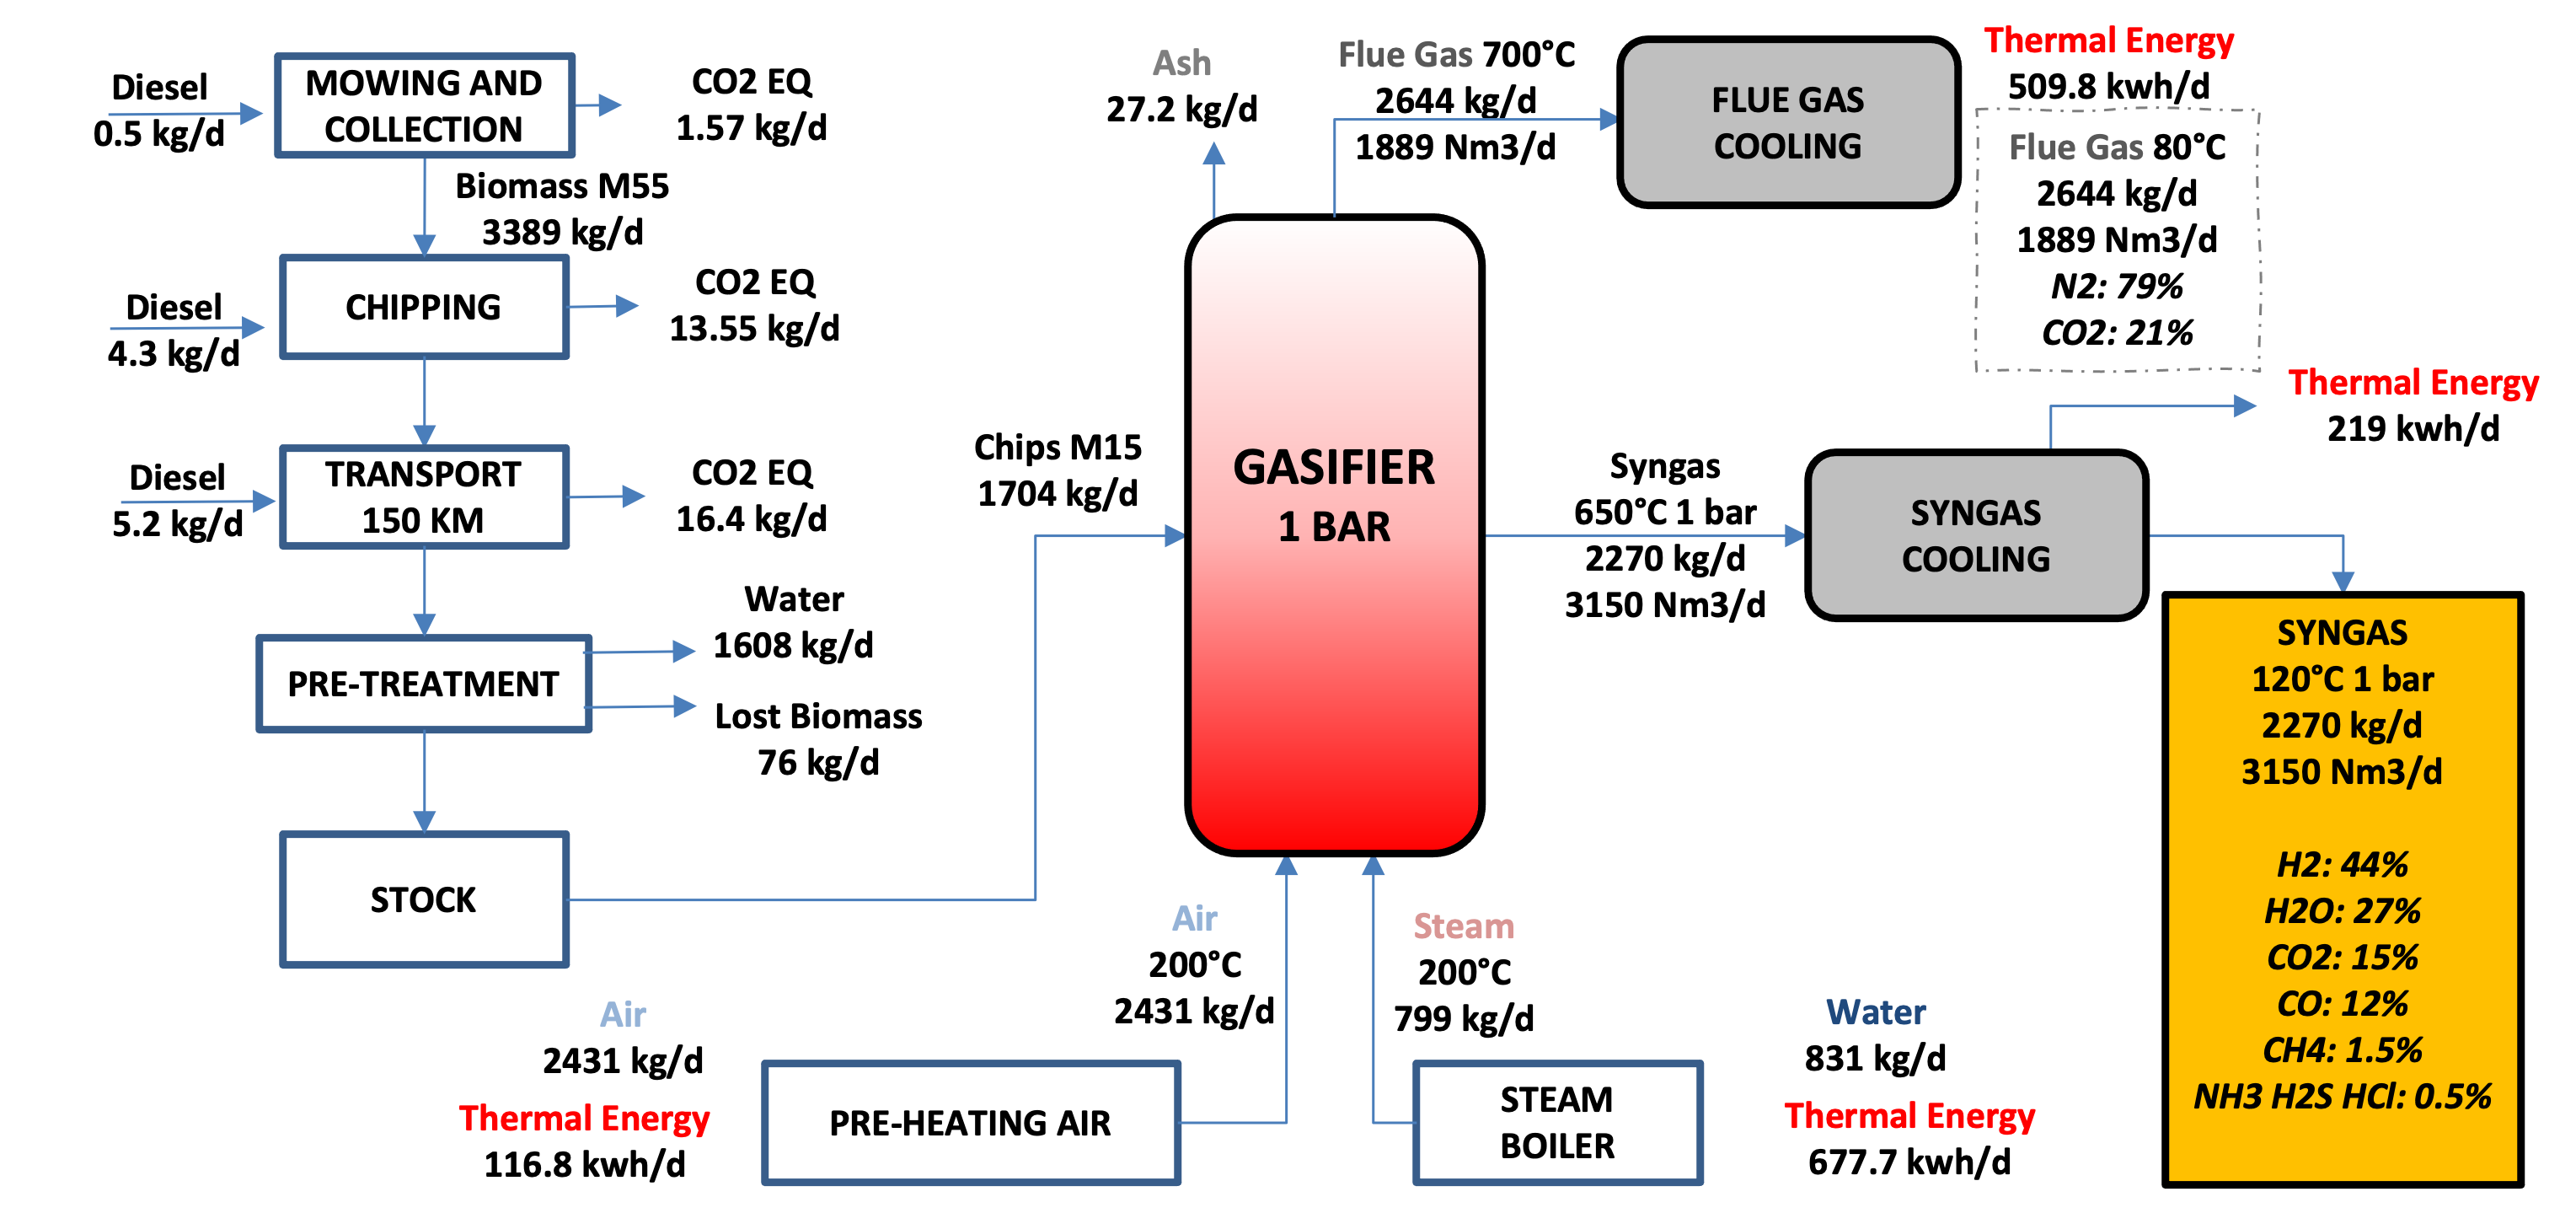 Diesel
0.5 kg/d
MOWING AND
COLLECTION
CO2 EQ
1.57 kg/d
Biomass M55
3389 kg/d
Diesel
4.3 kg/d
CHIPPING
CO2 EQ
13.55 kg/d
Diesel
5.2 kg/d
TRANSPORT
150 KM
CO2 EQ
16.4 kg/d
PRE-TREATMENT
Water
1608 kg/d
Lost Biomass
76 kg/d
STOCK
Chips M15
1704 kg/d
Ash
27.2 kg/d
Flue Gas 700°C
2644 kg/d
1889 Nm3/d
FLUE GAS
COOLING
Thermal Energy
509.8 kwh/d
Flue Gas 80°C
2644 kg/d
1889 Nm3/d
N2: 79%
CO2: 21%
GASIFIER
1 BAR
Syngas
650°C 1 bar
2270 kg/d
3150 Nm3/d
SYNGAS
COOLING
Thermal Energy
219 kwh/d
SYNGAS
120°C 1 bar
2270 kg/d
3150 Nm3/d
H2: 44%
H2O: 27%
CO2: 15%
CO: 12%
CH4: 1.5%
NH3 H2S HCl: 0.5%
Air
200°C
2431 kg/d
Steam
200°C
799 kg/d
Air
2431 kg/d
Thermal Energy
116.8 kwh/d
PRE-HEATING AIR
STEAM
BOILER
Water
831 kg/d
Thermal Energy
677.7 kwh/d